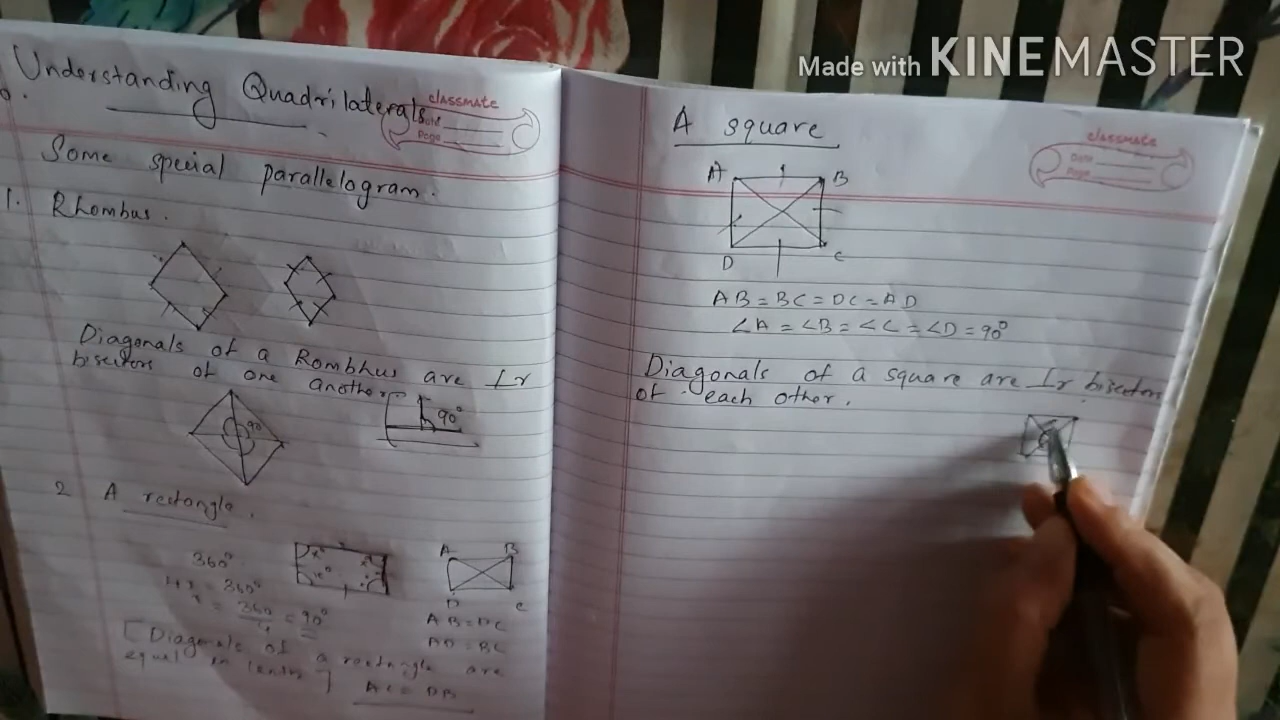 Made with KINEMASTER
Understanding Quadrilaterals
classmate
Date
Page
Some special parallelogram.
1. Rhombus.
Diagonals of a Rombhus are ⊥r
bisectors of one another
90
90°
2 A rectangle.
360°
4x = 360°
x = 360/4 = 90°
A B
D C
AB = DC
AD = BC
[Diagonals of a rectangle are
equal in lenth]
AC = DB
A square
classmate
Date
Page
A B
D C
AB = BC = DC = AD
∠A = ∠B = ∠C = ∠D = 90°
Diagonals of a square are ⊥r bisectors
of each other.